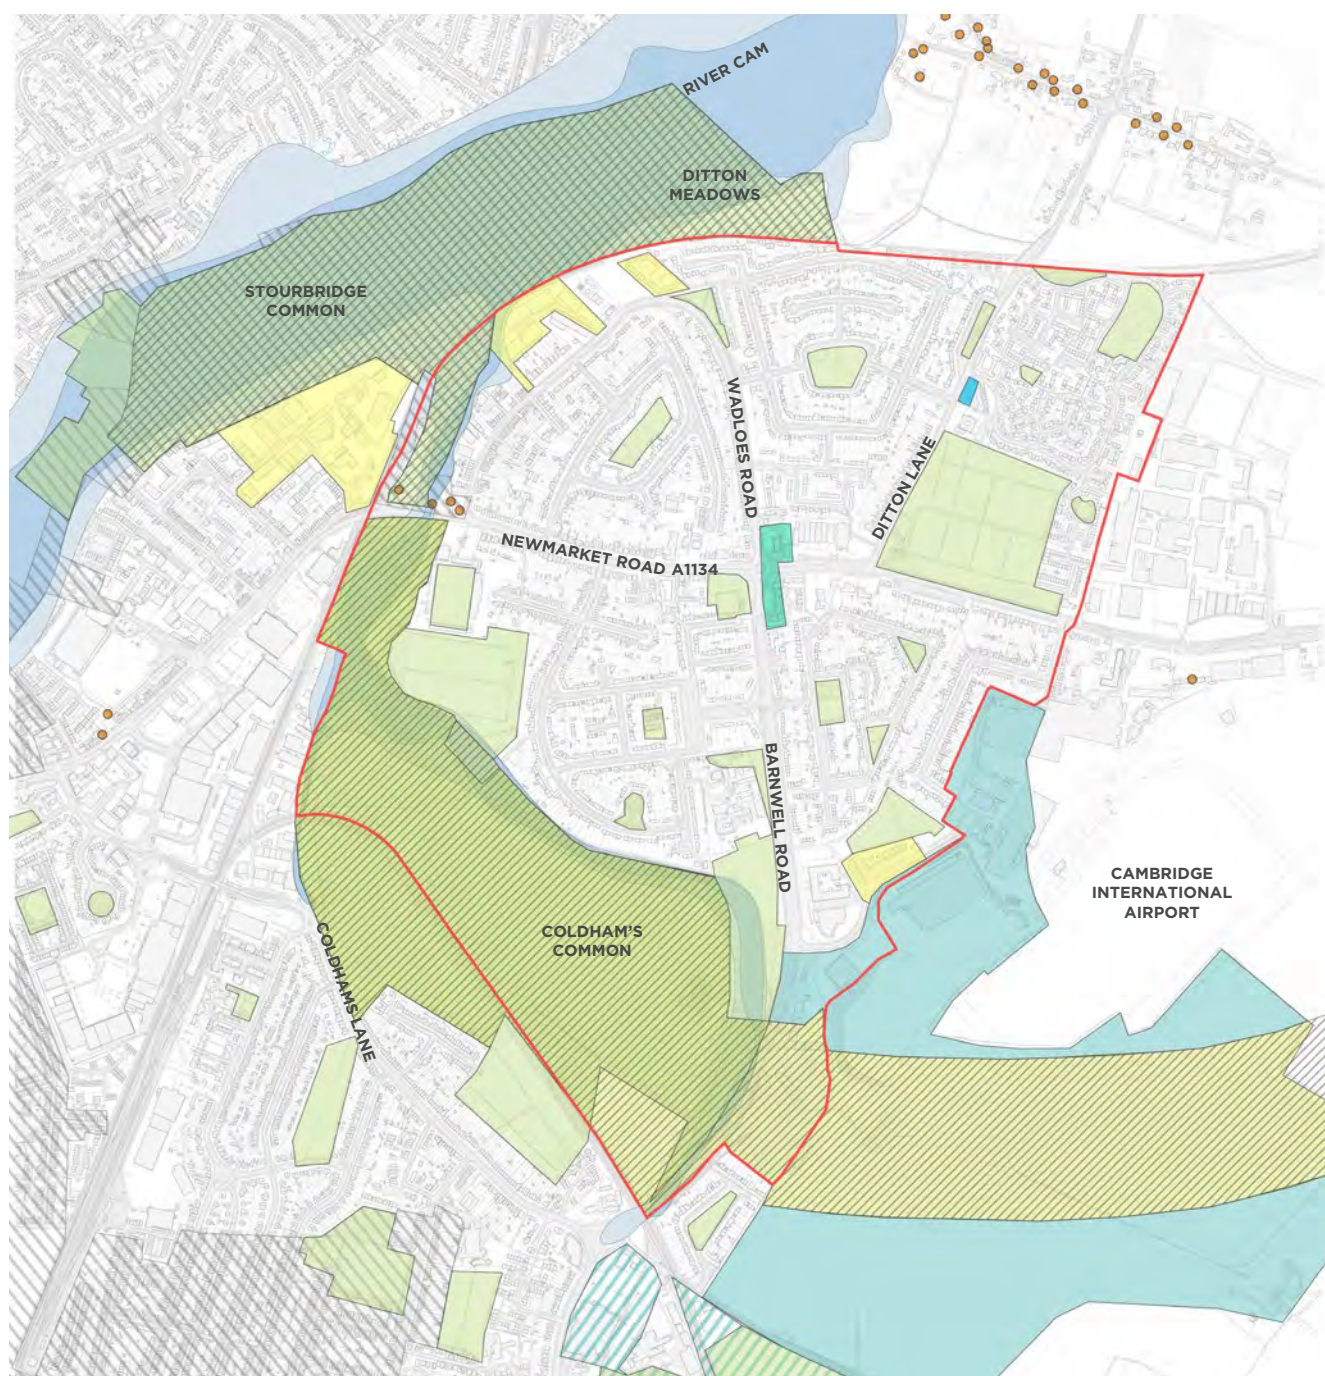 RIVER CAM
DITTON
MEADOWS
STOURBRIDGE
COMMON
WADLOES ROAD
DITTON LANE
NEWMARKET ROAD A1134
BARNWELL ROAD
CAMBRIDGE
INTERNATIONAL
AIRPORT
COLDHAM'S
COMMON
COLDHAMS LANE